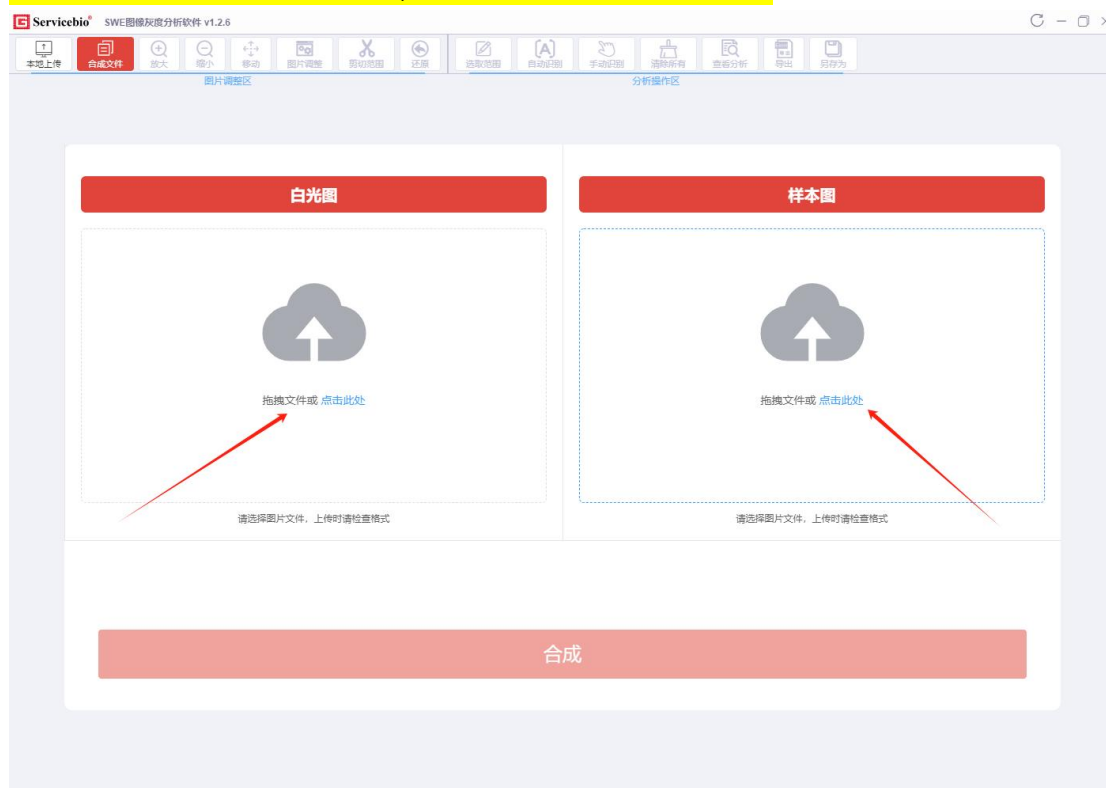 Servicebio® SWE图像灰度分析软件 v1.2.6
本地上传 合成文件 放大 缩小 移动 图片调整 剪切范围 还原 选取范围 自动识别 手动识别 清除所有 查看分析 导出 另存为
图片调整区 分析操作区
白光图 样本图
拖拽文件或 点击此处 拖拽文件或 点击此处
请选择图片文件，上传时请检查格式 请选择图片文件，上传时请检查格式
合成